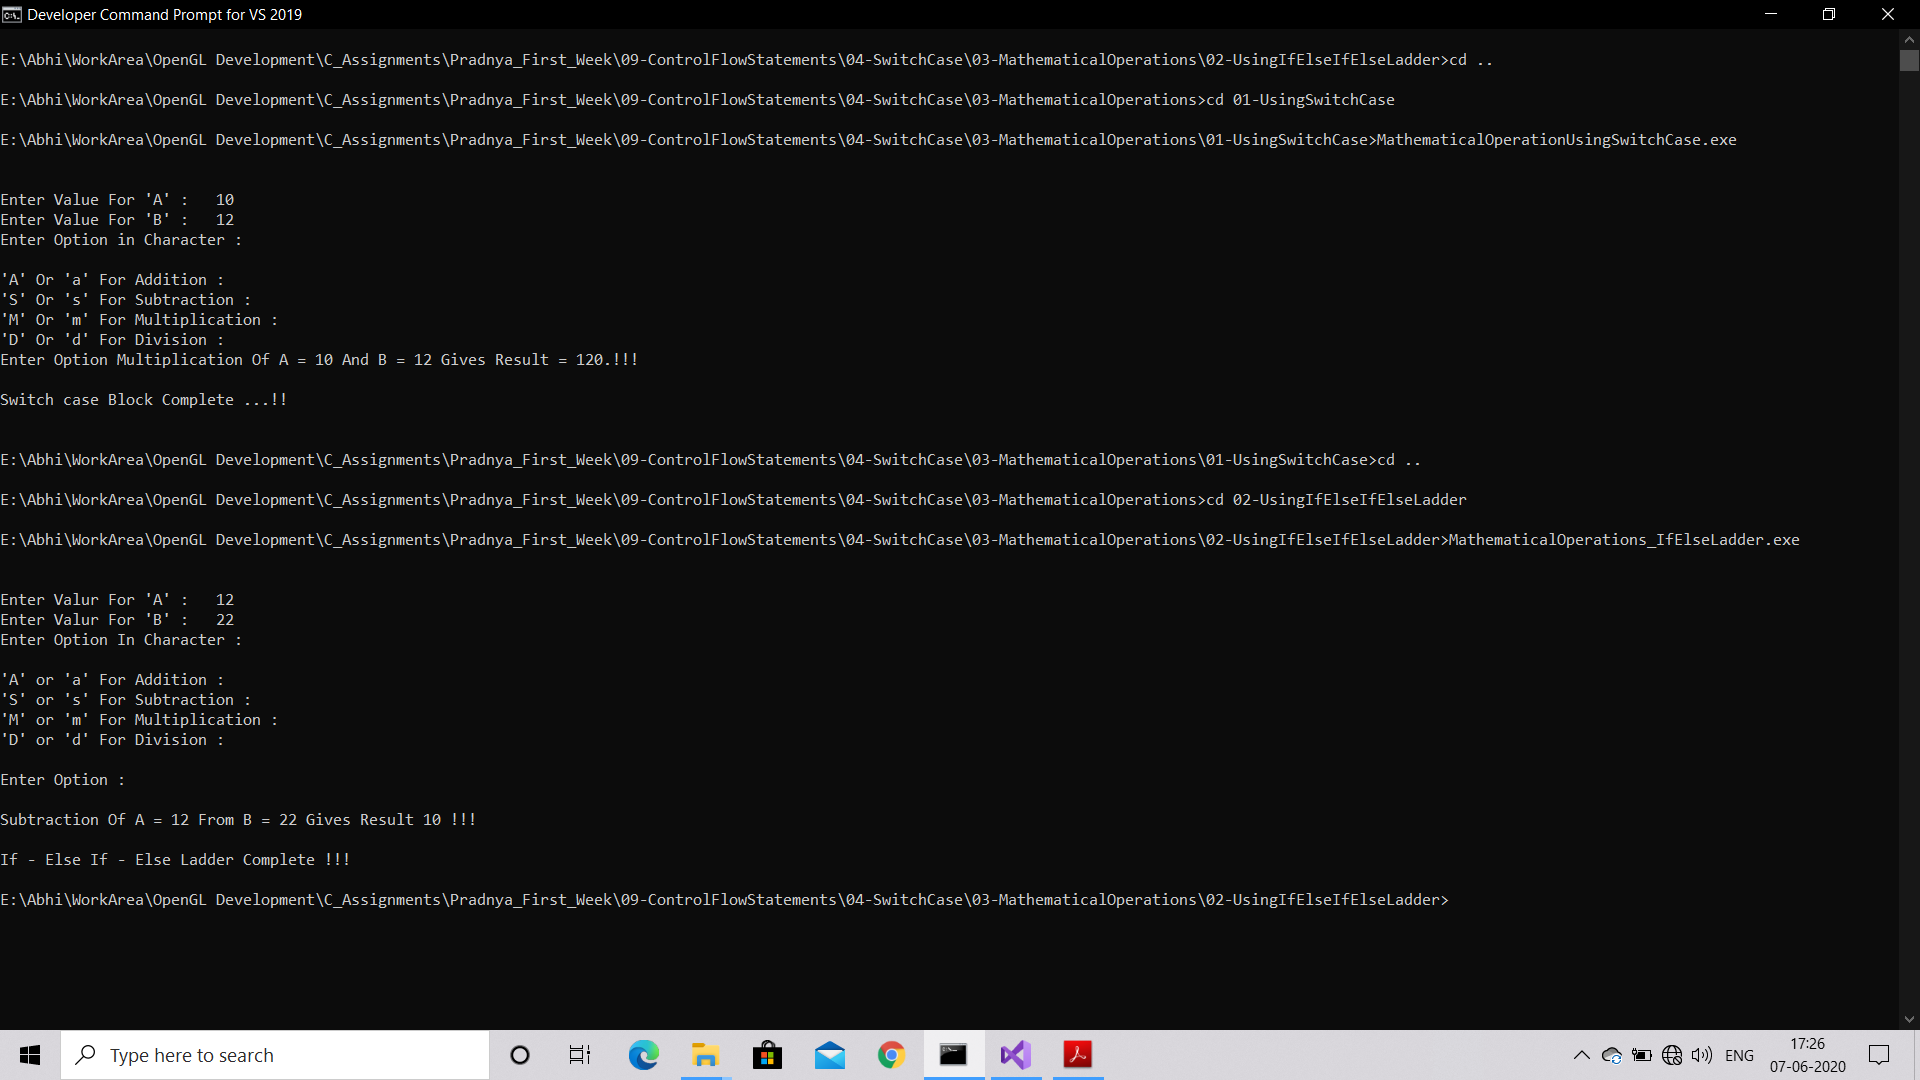 Developer Command Prompt for VS 2019
E:\Abhi\WorkArea\OpenGL Development\C_Assignments\Pradnya_First_Week\09-ControlFlowStatements\04-SwitchCase\03-MathematicalOperations\02-UsingIfElseIfElseLadder>cd ..
E:\Abhi\WorkArea\OpenGL Development\C_Assignments\Pradnya_First_Week\09-ControlFlowStatements\04-SwitchCase\03-MathematicalOperations>cd 01-UsingSwitchCase
E:\Abhi\WorkArea\OpenGL Development\C_Assignments\Pradnya_First_Week\09-ControlFlowStatements\04-SwitchCase\03-MathematicalOperations\01-UsingSwitchCase>MathematicalOperationUsingSwitchCase.exe
Enter Value For 'A' :   10
Enter Value For 'B' :   12
Enter Option in Character :
'A' Or 'a' For Addition :
'S' Or 's' For Subtraction :
'M' Or 'm' For Multiplication :
'D' Or 'd' For Division :
Enter Option Multiplication Of A = 10 And B = 12 Gives Result = 120.!!!
Switch case Block Complete ...!!
E:\Abhi\WorkArea\OpenGL Development\C_Assignments\Pradnya_First_Week\09-ControlFlowStatements\04-SwitchCase\03-MathematicalOperations\01-UsingSwitchCase>cd ..
E:\Abhi\WorkArea\OpenGL Development\C_Assignments\Pradnya_First_Week\09-ControlFlowStatements\04-SwitchCase\03-MathematicalOperations>cd 02-UsingIfElseIfElseLadder
E:\Abhi\WorkArea\OpenGL Development\C_Assignments\Pradnya_First_Week\09-ControlFlowStatements\04-SwitchCase\03-MathematicalOperations\02-UsingIfElseIfElseLadder>MathematicalOperations_IfElseLadder.exe
Enter Valur For 'A' :   12
Enter Valur For 'B' :   22
Enter Option In Character :
'A' or 'a' For Addition :
'S' or 's' For Subtraction :
'M' or 'm' For Multiplication :
'D' or 'd' For Division :
Enter Option :
Subtraction Of A = 12 From B = 22 Gives Result 10 !!!
If - Else If - Else Ladder Complete !!!
E:\Abhi\WorkArea\OpenGL Development\C_Assignments\Pradnya_First_Week\09-ControlFlowStatements\04-SwitchCase\03-MathematicalOperations\02-UsingIfElseIfElseLadder>
Type here to search
ENG
17:26
07-06-2020